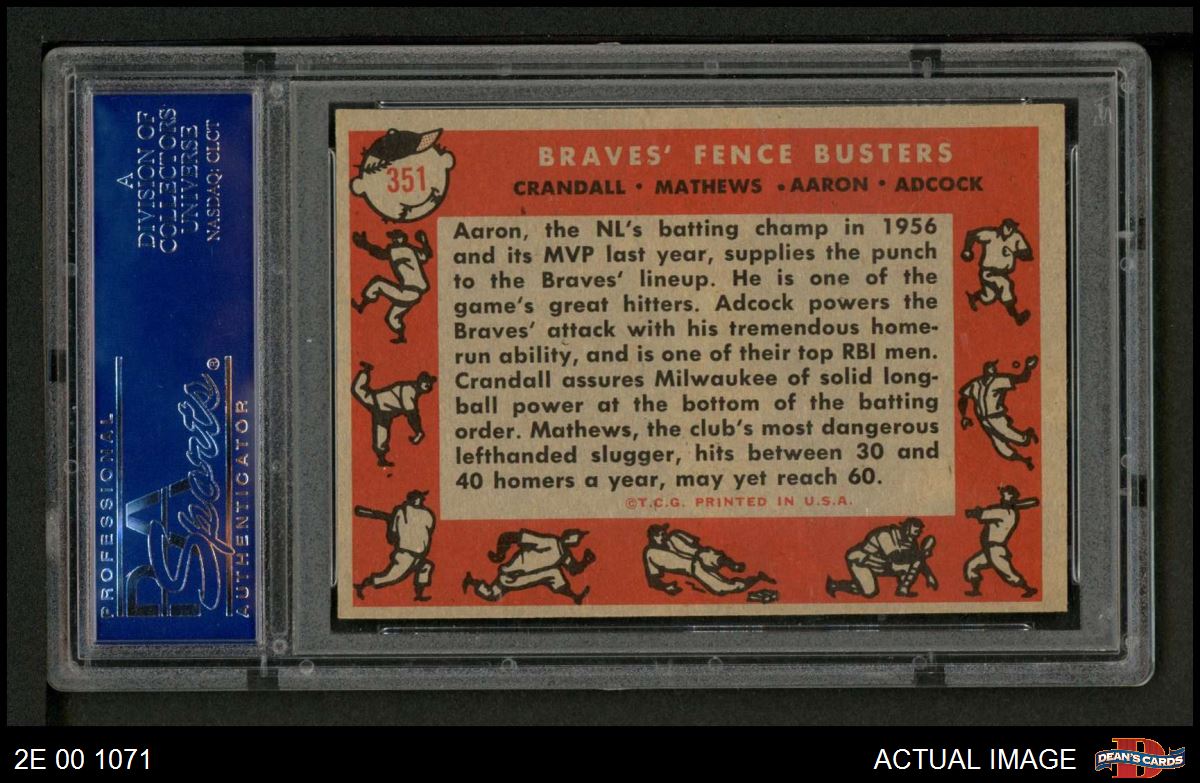 A
DIVISION OF
COLLECTORS
UNIVERSE
NASDAQ: CLCT
PROFESSIONAL
PSA
Sports®
AUTHENTICATOR
351
BRAVES' FENCE BUSTERS
CRANDALL • MATHEWS • AARON • ADCOCK
Aaron, the NL's batting champ in 1956
and its MVP last year, supplies the punch
to the Braves' lineup. He is one of the
game's great hitters. Adcock powers the
Braves' attack with his tremendous home-
run ability, and is one of their top RBI men.
Crandall assures Milwaukee of solid long-
ball power at the bottom of the batting
order. Mathews, the club's most dangerous
lefthanded slugger, hits between 30 and
40 homers a year, may yet reach 60.
©T.C.G. PRINTED IN U.S.A.
2E 00 1071
ACTUAL IMAGE
D
DEAN'S CARDS